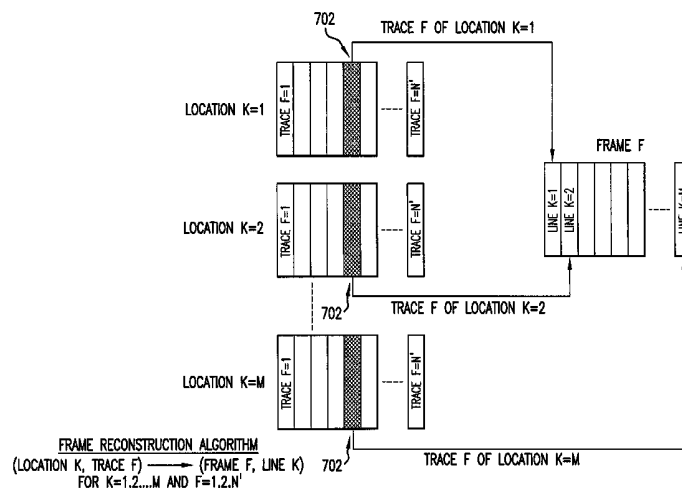 702
TRACE F OF LOCATION K=1
LOCATION K=1
TRACE F=1
TRACE F=N'
FRAME F
LINE K=1
LINE K=2
LINE K=M
LOCATION K=2
TRACE F=1
TRACE F=N'
702
TRACE F OF LOCATION K=2
LOCATION K=M
TRACE F=1
TRACE F=N'
702
TRACE F OF LOCATION K=M
FRAME RECONSTRUCTION ALGORITHM
(LOCATION K, TRACE F) → (FRAME F, LINE K)
FOR K=1,2,...M AND F=1,2,N'